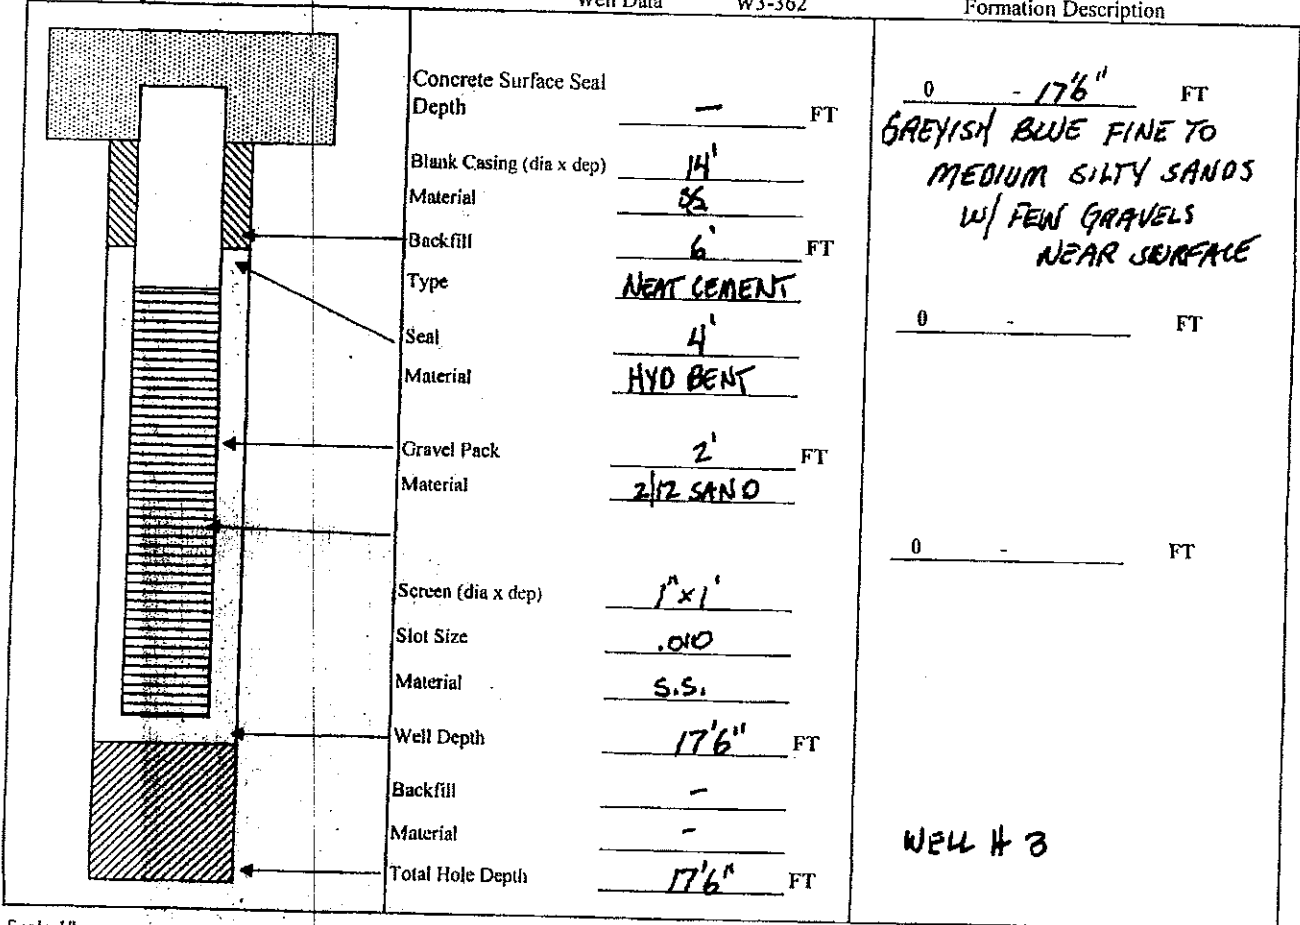 Well Data W3-362 Formation Description
Concrete Surface Seal
Depth — FT
Blank Casing (dia x dep) 14'
Material S/S
Backfill 6' FT
Type NEAT CEMENT
Seal 4'
Material HYD BENT
Gravel Pack 2' FT
Material 2/12 SAND
Screen (dia x dep) 1" x 1'
Slot Size .010
Material S.S.
Well Depth 17'6" FT
Backfill -
Material -
Total Hole Depth 17'6" FT
0 - 17'6" FT
GREYISH BLUE FINE TO
MEDIUM SILTY SANDS
W/ FEW GRAVELS
NEAR SURFACE
0 - FT
0 - FT
WELL # 3